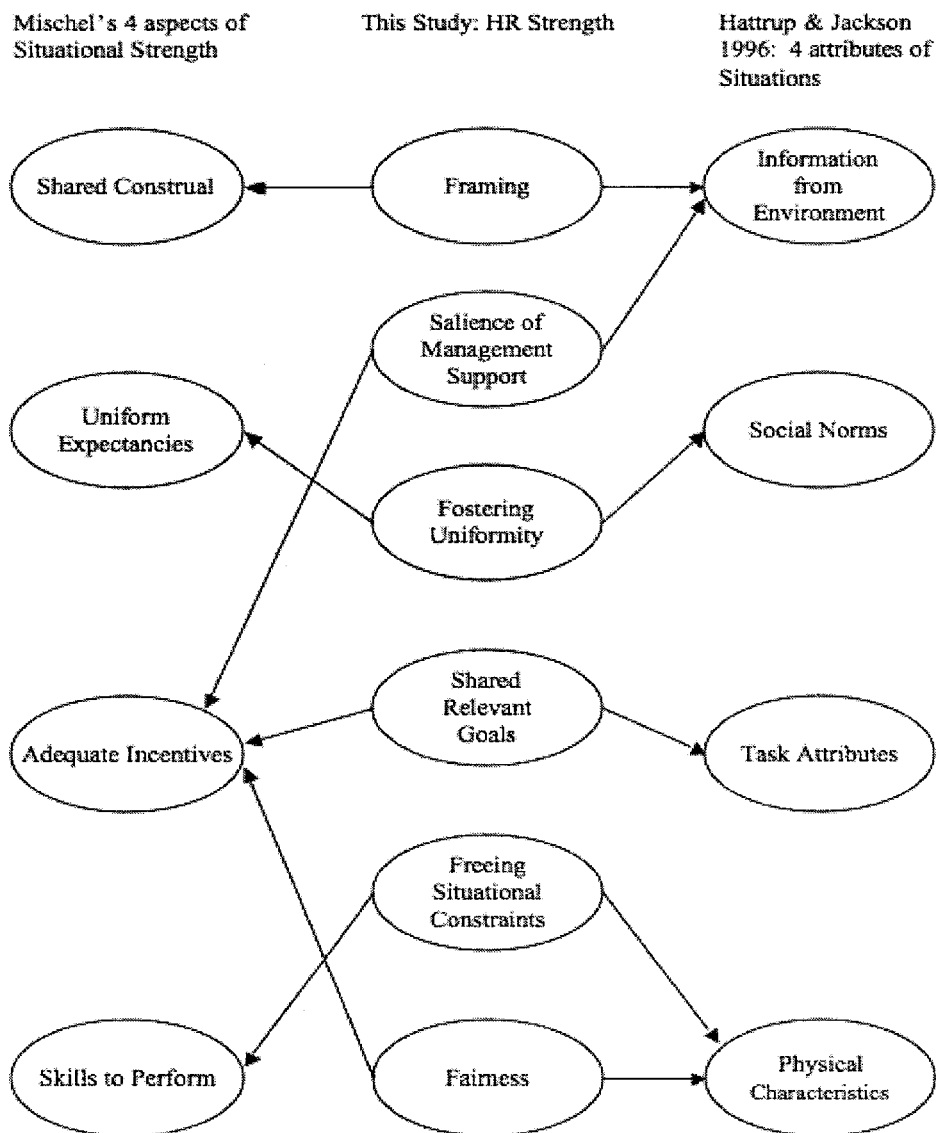 Mischel's 4 aspects of
Situational Strength
This Study: HR Strength
Hattrup & Jackson
1996: 4 attributes of
Situations
Shared Construal
Framing
Information
from
Environment
Salience of
Management
Support
Uniform
Expectancies
Social Norms
Fostering
Uniformity
Shared
Relevant
Goals
Adequate Incentives
Task Attributes
Freeing
Situational
Constraints
Skills to Perform
Fairness
Physical
Characteristics